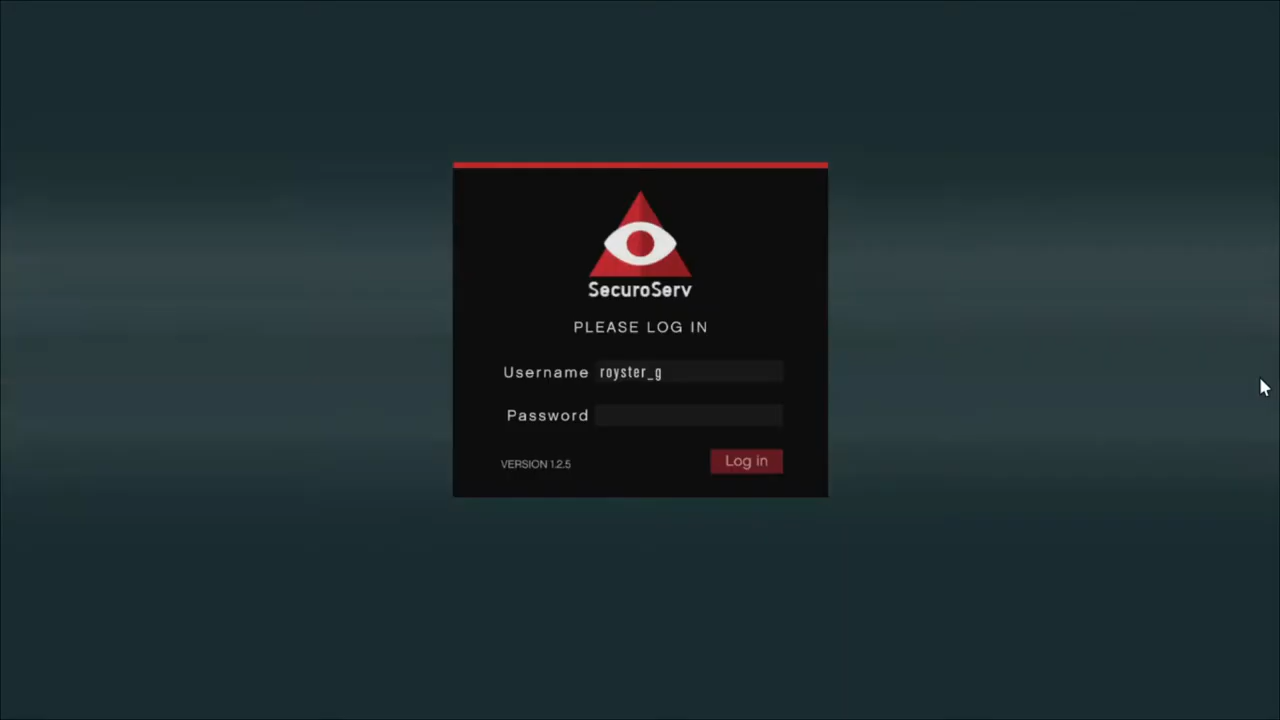 SecuroServ
PLEASE LOG IN
Username royster_g
Password
VERSION 1.2.5
Log in